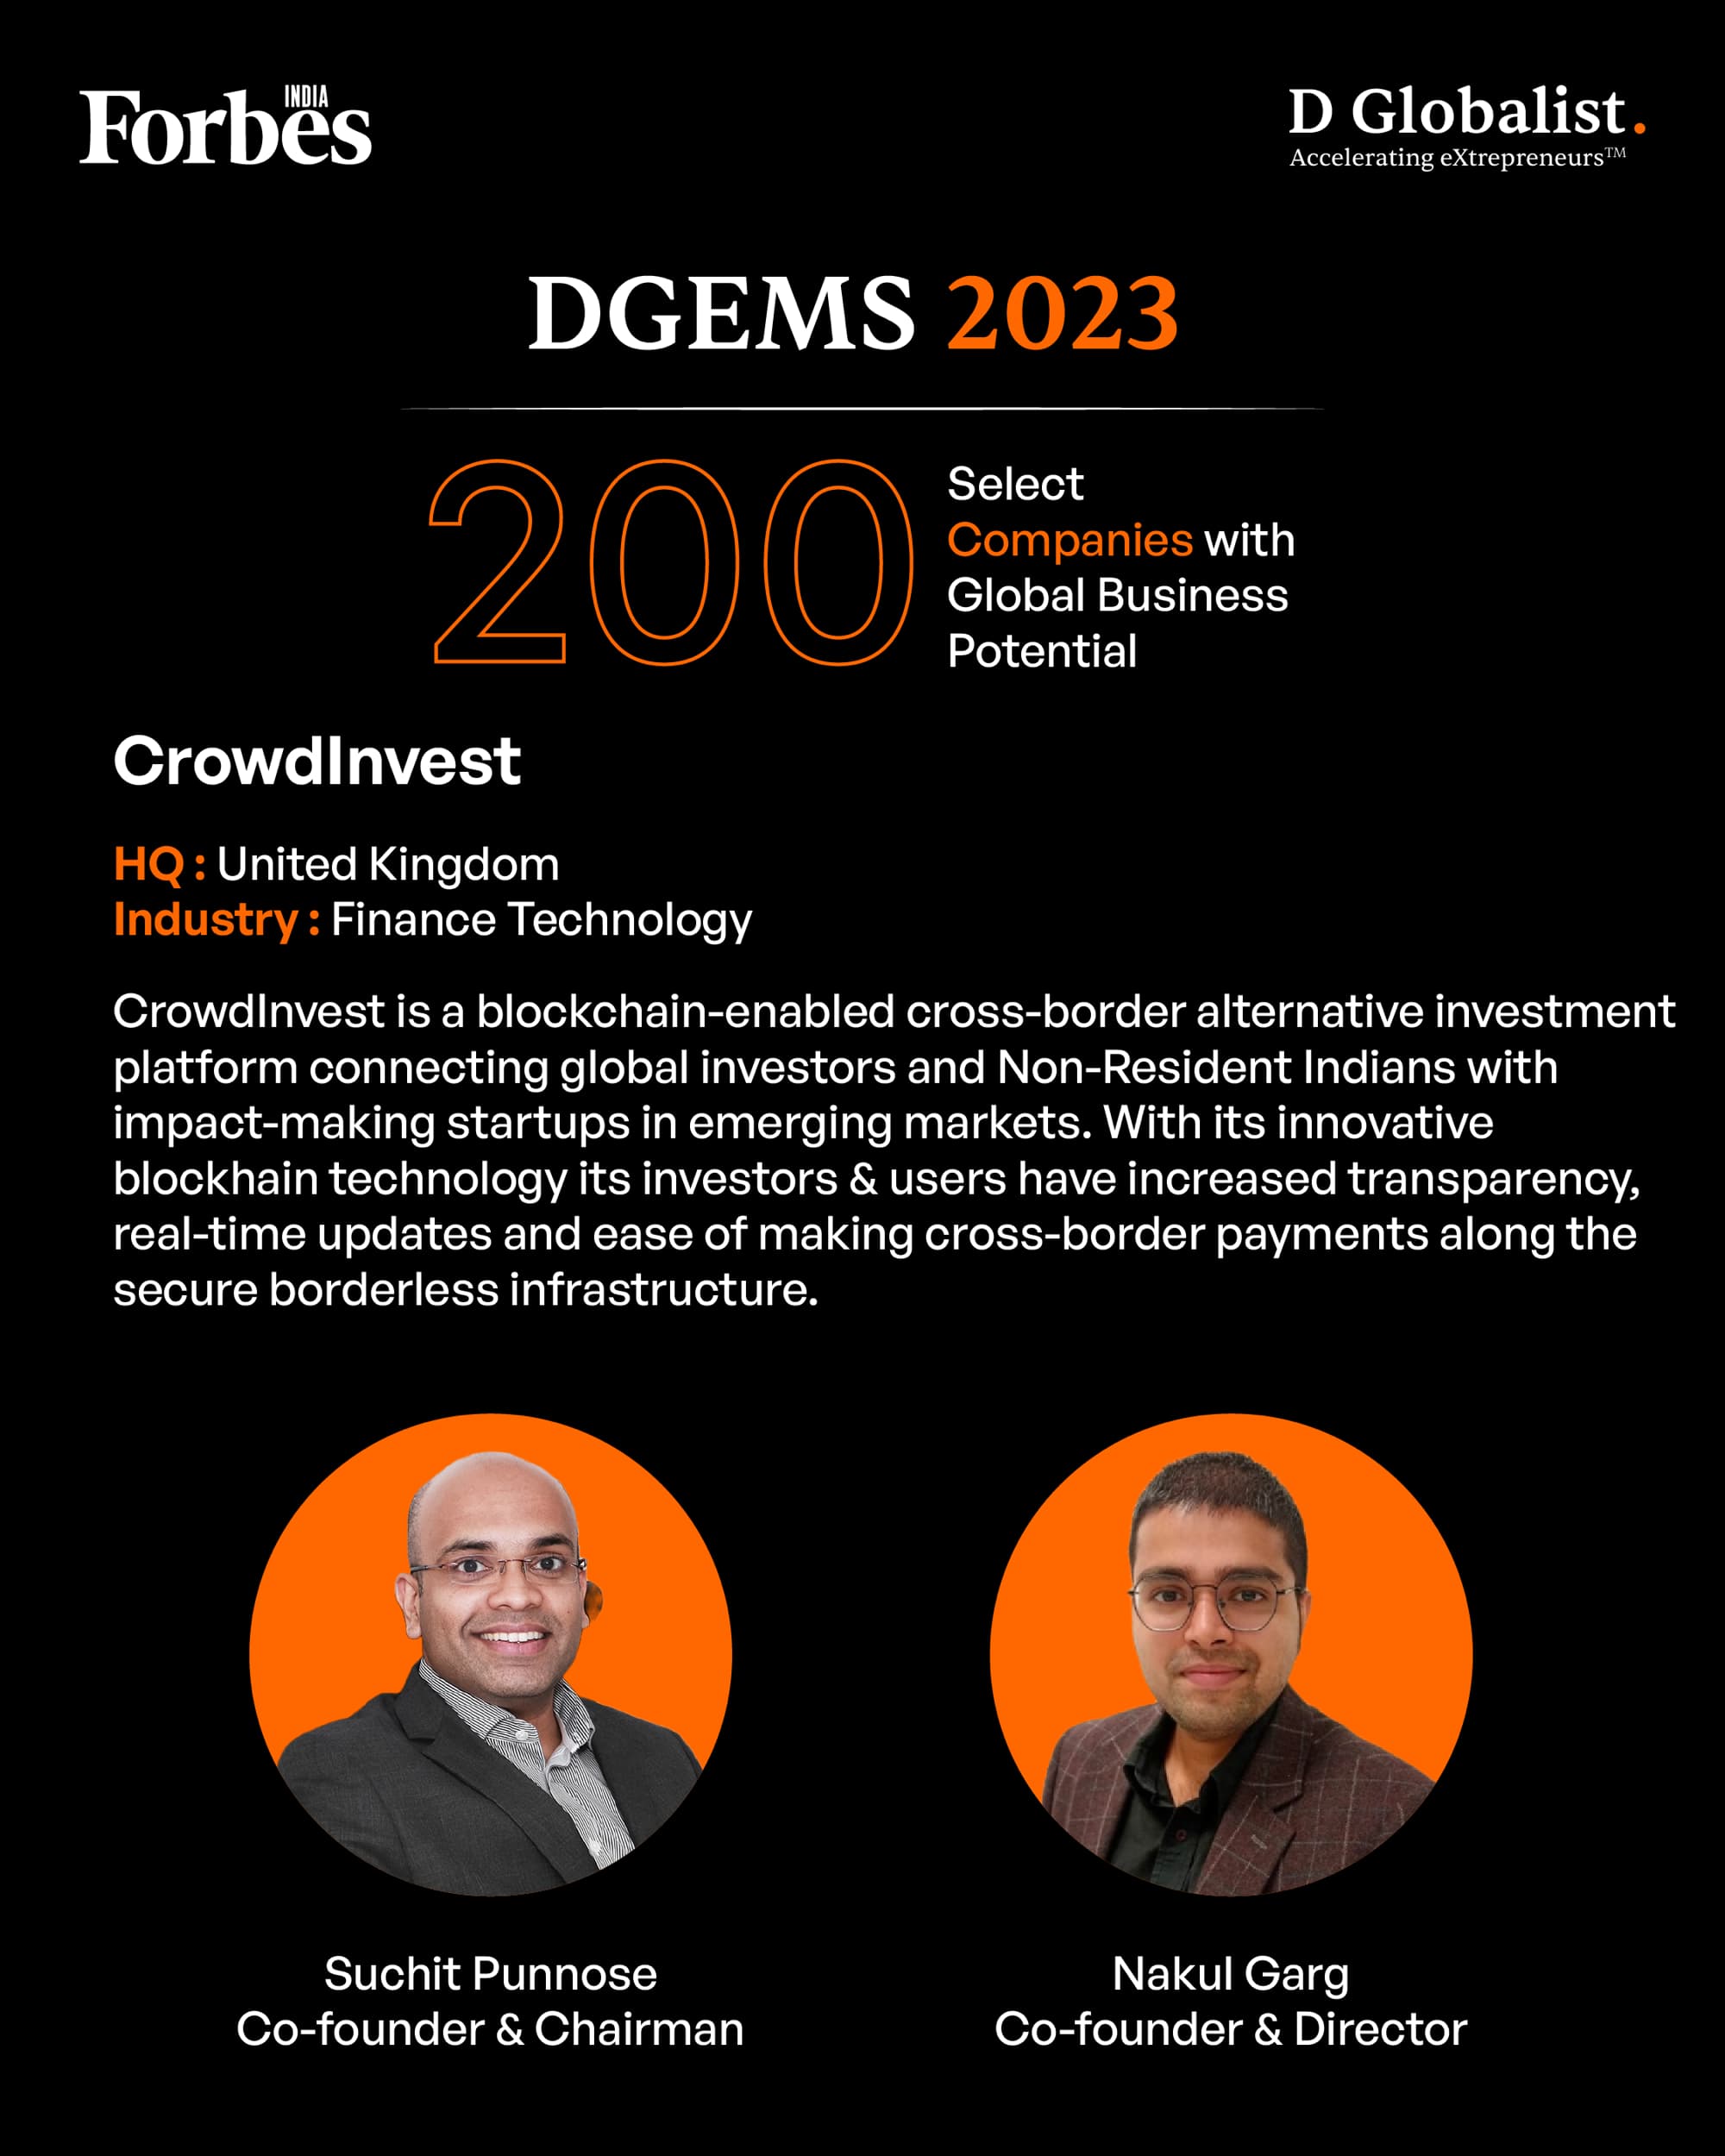 Forbes
INDIA
D Globalist.
Accelerating eXtrepreneurs™
DGEMS 2023
200
Select
Companies with
Global Business
Potential
CrowdInvest
HQ : United Kingdom
Industry : Finance Technology
CrowdInvest is a blockchain-enabled cross-border alternative investment
platform connecting global investors and Non-Resident Indians with
impact-making startups in emerging markets. With its innovative
blockhain technology its investors & users have increased transparency,
real-time updates and ease of making cross-border payments along the
secure borderless infrastructure.
Suchit Punnose
Co-founder & Chairman
Nakul Garg
Co-founder & Director